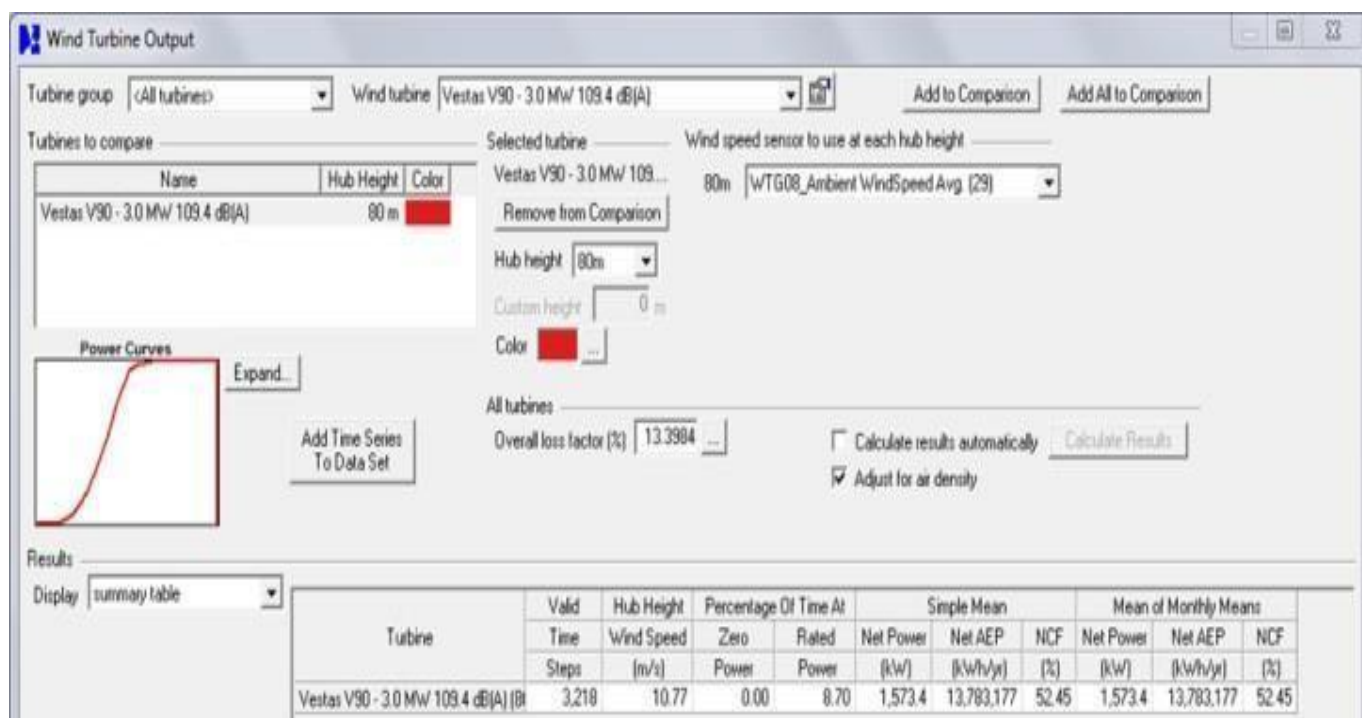 Wind Turbine Output
Turbine group <All turbines> Wind turbine Vestas V90 - 3.0 MW 109.4 dB(A) Add to Comparison Add All to Comparison
Turbines to compare Selected turbine Wind speed sensor to use at each hub height
Name Hub Height Color Vestas V90 - 3.0 MW 109.... 80m WTG08_Ambient WindSpeed Avg. (29)
Vestas V90 - 3.0 MW 109.4 dB(A) 80 m Remove from Comparison
Hub height 80m
Custom height 0 m
Power Curves Color ...
Expand...
All turbines
Add Time Series Overall loss factor (%) 13.3984 ... Calculate results automatically Calculate Results
To Data Set Adjust for air density
Results
Display summary table
Valid Hub Height Percentage Of Time At Simple Mean Mean of Monthly Means
Turbine Time Wind Speed Zero Rated Net Power Net AEP NCF Net Power Net AEP NCF
Steps (m/s) Power Power (kW) (kWh/yr) (%) (kW) (kWh/yr) (%)
Vestas V90 - 3.0 MW 109.4 dB(A) 3,218 10.77 0.00 8.70 1,573.4 13,783,177 52.45 1,573.4 13,783,177 52.45